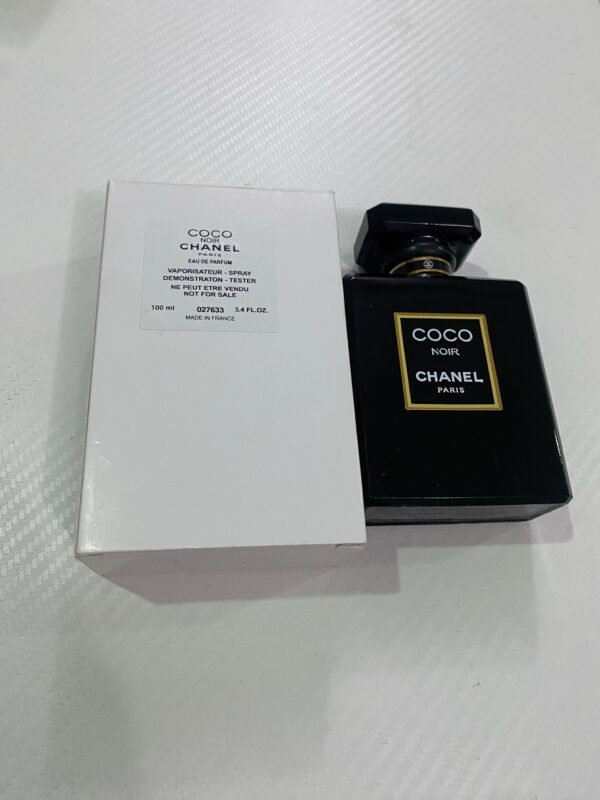 COCO
NOIR
CHANEL
PARIS
EAU DE PARFUM
VAPORISATEUR - SPRAY
DEMONSTRATON - TESTER
NE PEUT ETRE VENDU
NOT FOR SALE
100 ml 027633 3.4 FL.OZ.
MADE IN FRANCE
COCO
NOIR
CHANEL
PARIS